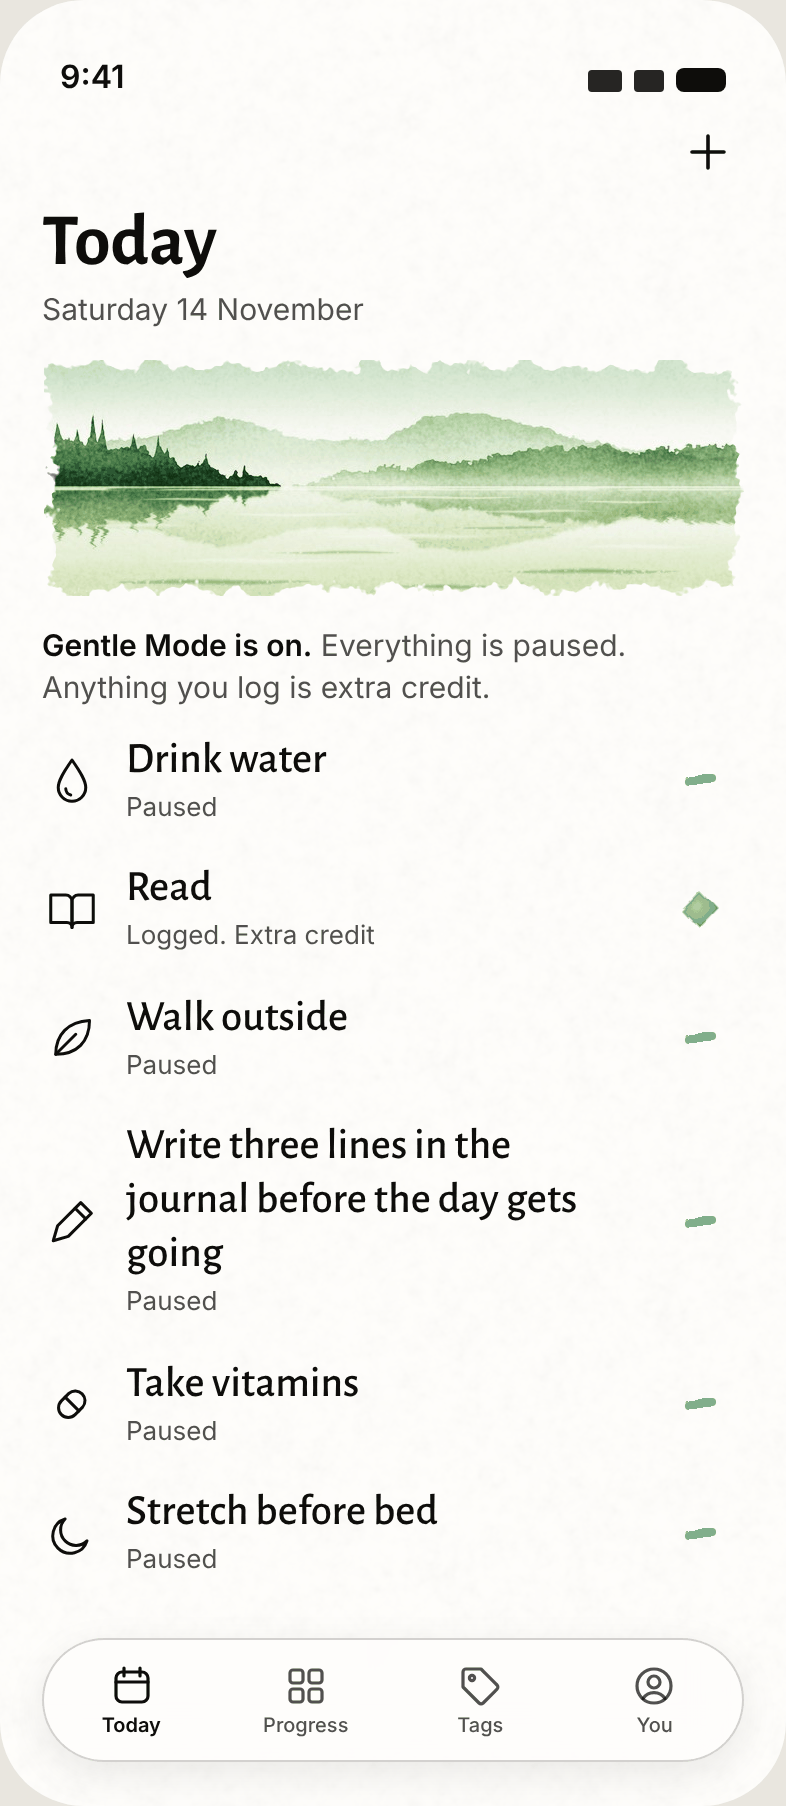 9:41
Today
Saturday 14 November
Gentle Mode is on. Everything is paused.
Anything you log is extra credit.
Drink water
Paused
Read
Logged. Extra credit
Walk outside
Paused
Write three lines in the
journal before the day gets
going
Paused
Take vitamins
Paused
Stretch before bed
Paused
Today
Progress
Tags
You